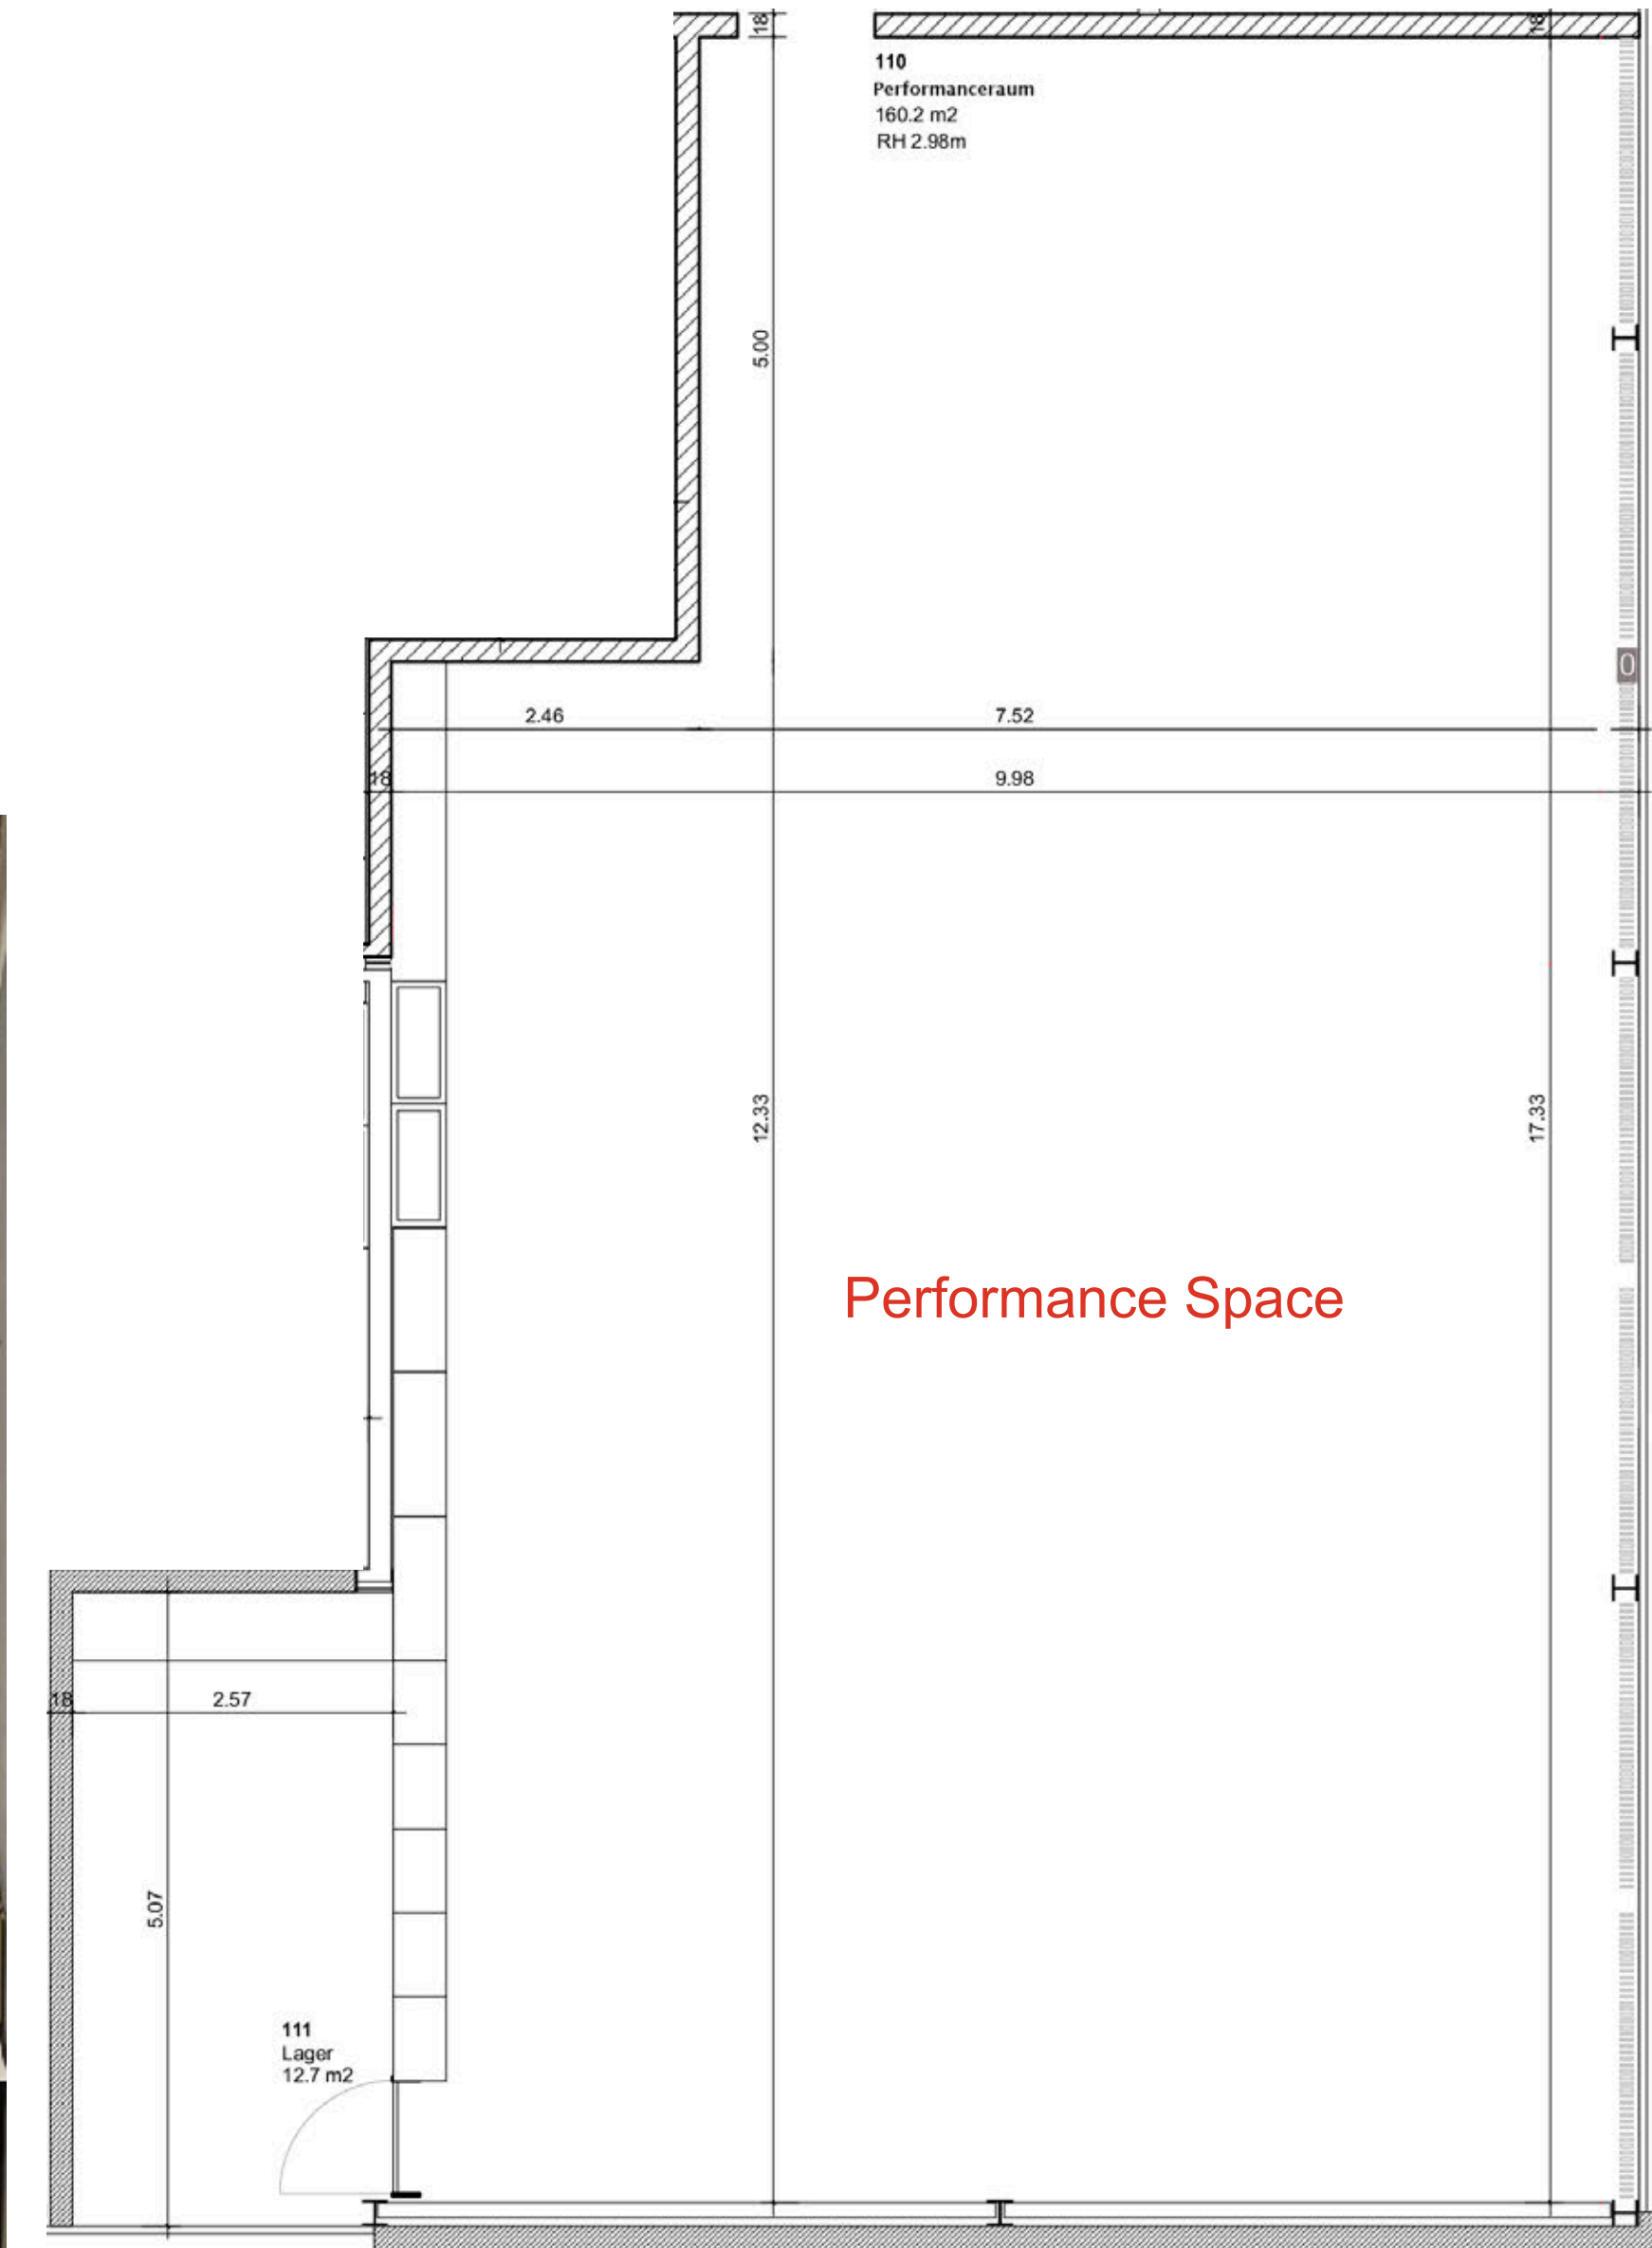 18
18
110
Performanceraum
160.2 m2
RH 2.98m
5.00
0
2.46
7.52
18
9.98
12.33
17.33
Performance Space
18
2.57
5.07
111
Lager
12.7 m2